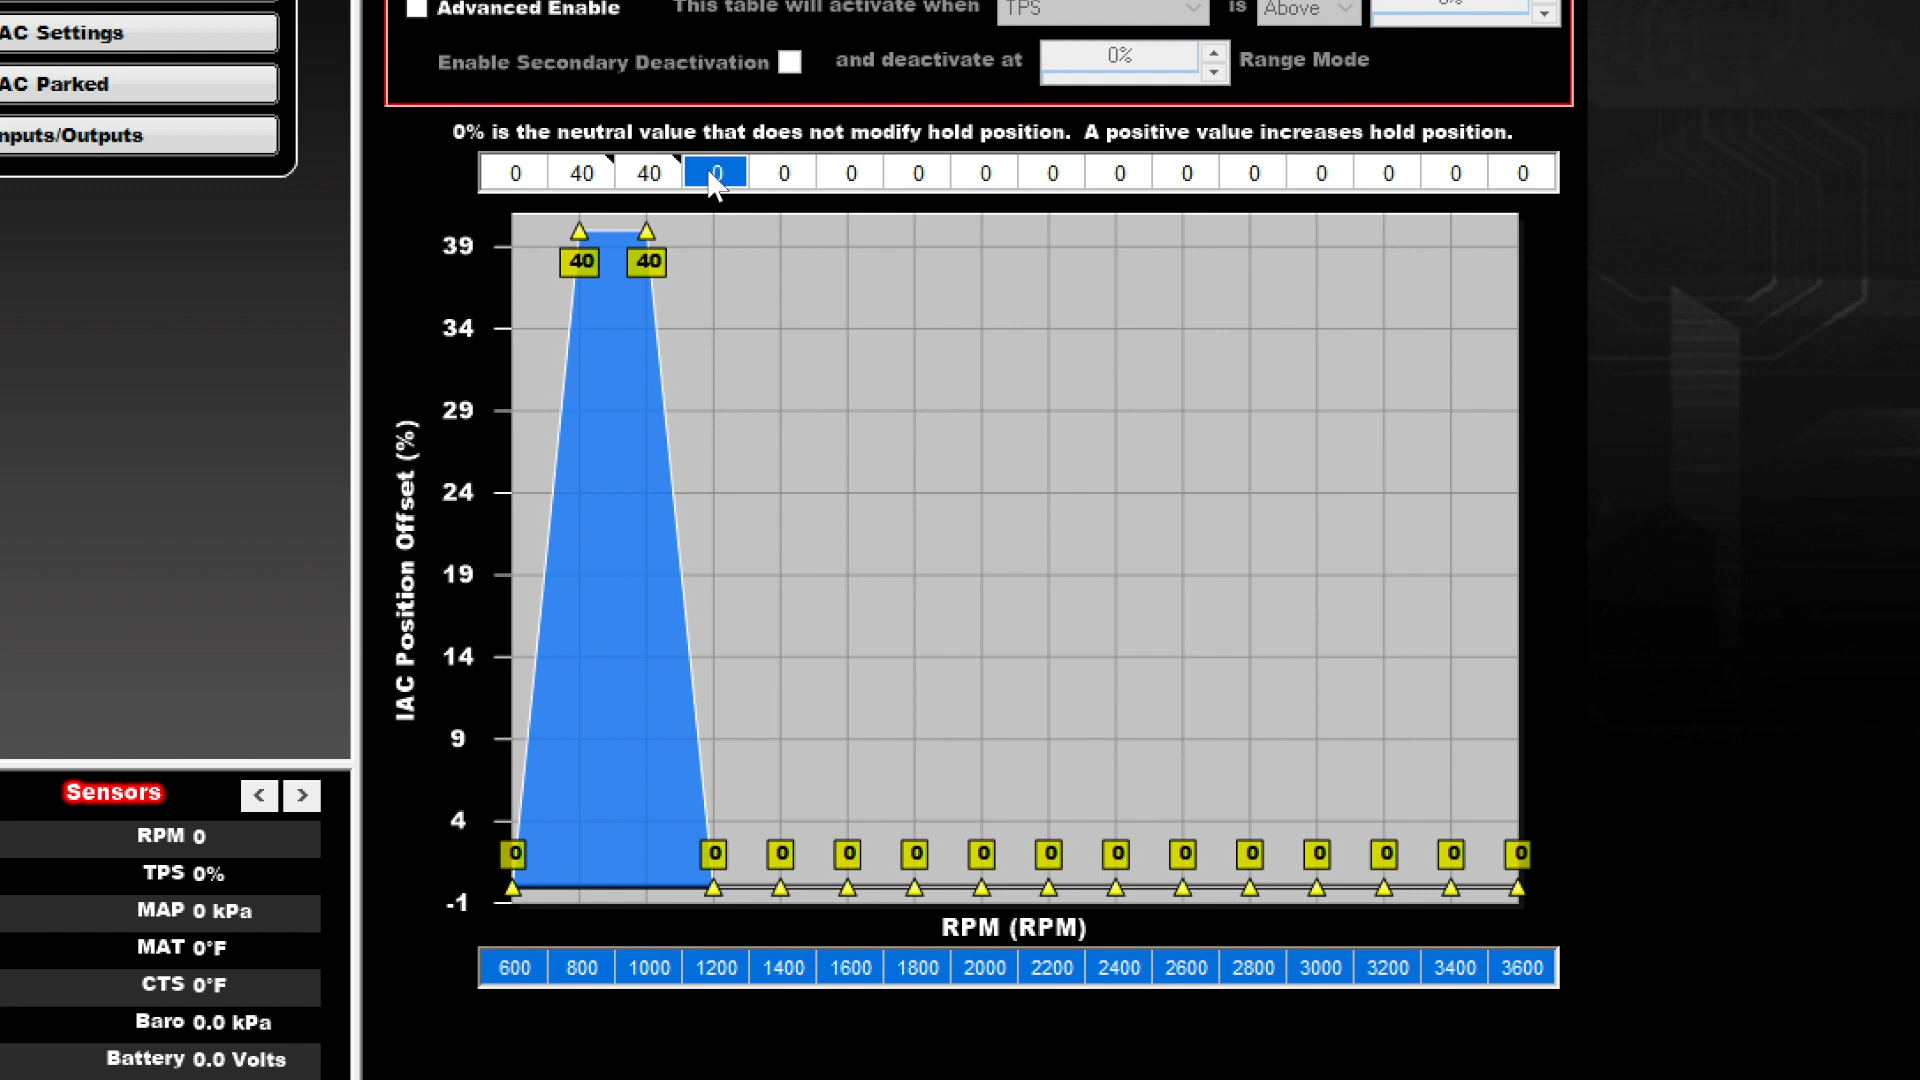 Advanced Enable This table will activate when TPS is Above 0%
Enable Secondary Deactivation and deactivate at 0% Range Mode
AC Settings
AC Parked
nputs/Outputs
0% is the neutral value that does not modify hold position. A positive value increases hold position.
0 40 40 0 0 0 0 0 0 0 0 0 0 0 0 0
IAC Position Offset (%)
39
34
29
24
19
14
9
4
-1
40 40
0 0 0 0 0 0 0 0 0 0 0 0 0 0
RPM (RPM)
600 800 1000 1200 1400 1600 1800 2000 2200 2400 2600 2800 3000 3200 3400 3600
Sensors < >
RPM 0
TPS 0%
MAP 0 kPa
MAT 0°F
CTS 0°F
Baro 0.0 kPa
Battery 0.0 Volts